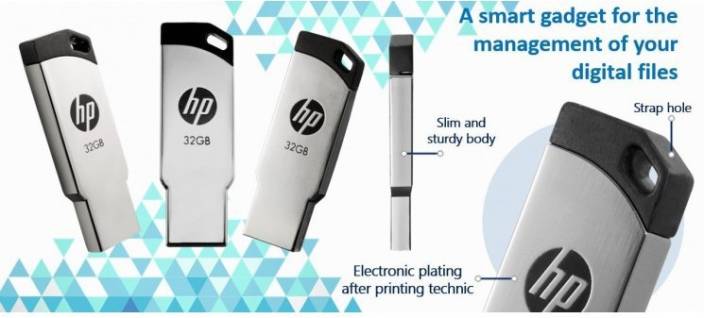 A smart gadget for the
management of your
digital files
Strap hole
Slim and
sturdy body
hp
32GB
hp
32GB
hp
32GB
Electronic plating
after printing technic
hp